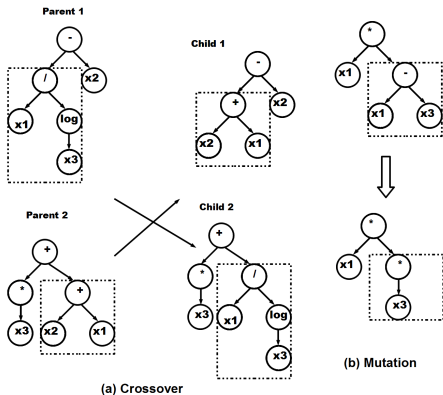 Parent 1
-
/
x2
x1
log
x3
Child 1
-
+
x2
x2
x1
*
x1
-
x1
x3
Parent 2
+
*
+
x3
x2
x1
Child 2
+
*
/
x3
x1
log
x3
*
x1
*
x3
(a) Crossover
(b) Mutation